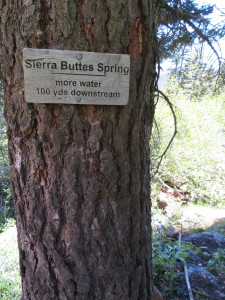 Sierra Buttes Spring
more water
100 yds downstream